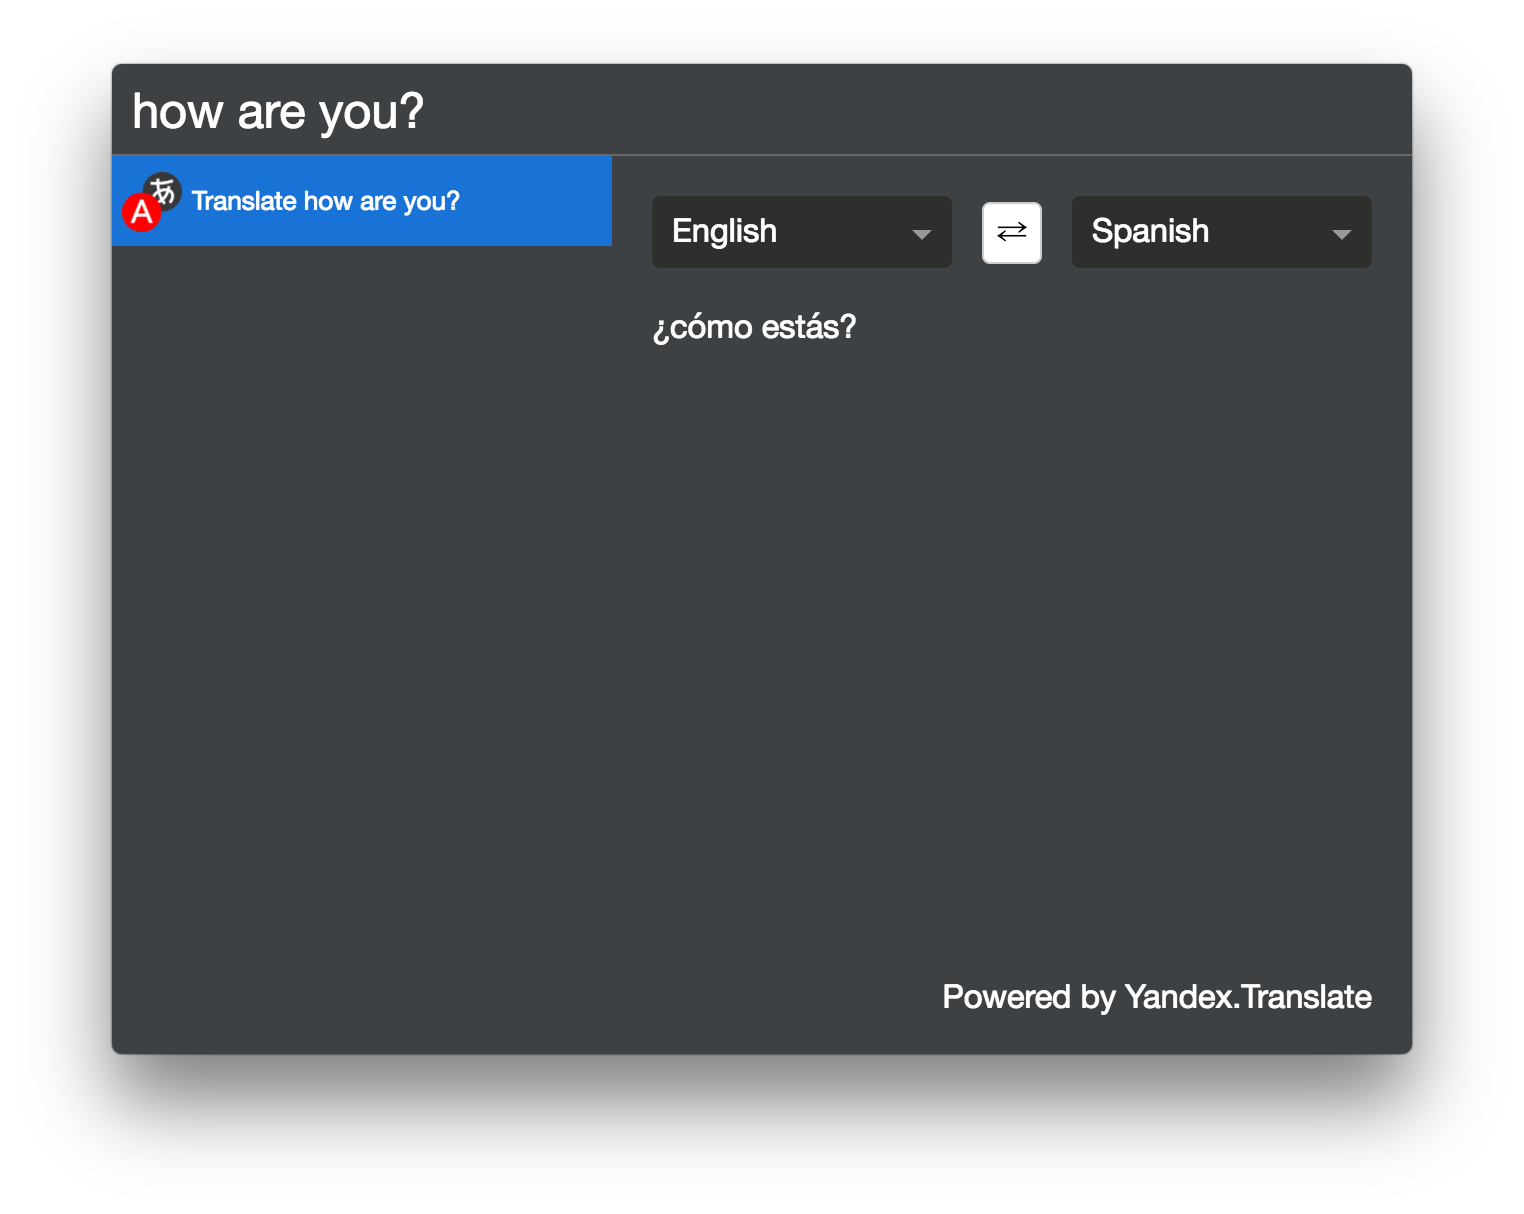 how are you?
あ
A
Translate how are you?
English
⇄
Spanish
¿cómo estás?
Powered by Yandex.Translate